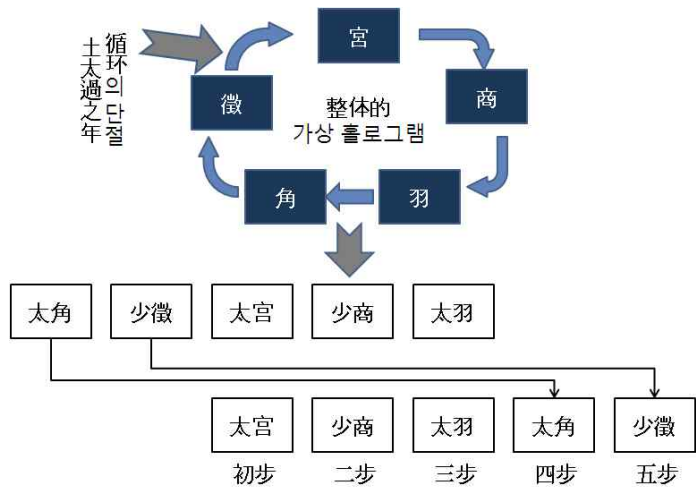 循环의 단절
土太過之年
宮
商
羽
角
徵
整体的
가상 홀로그램
太角 少徵 太宮 少商 太羽
太宮 少商 太羽 太角 少徵
初步 二步 三步 四步 五步